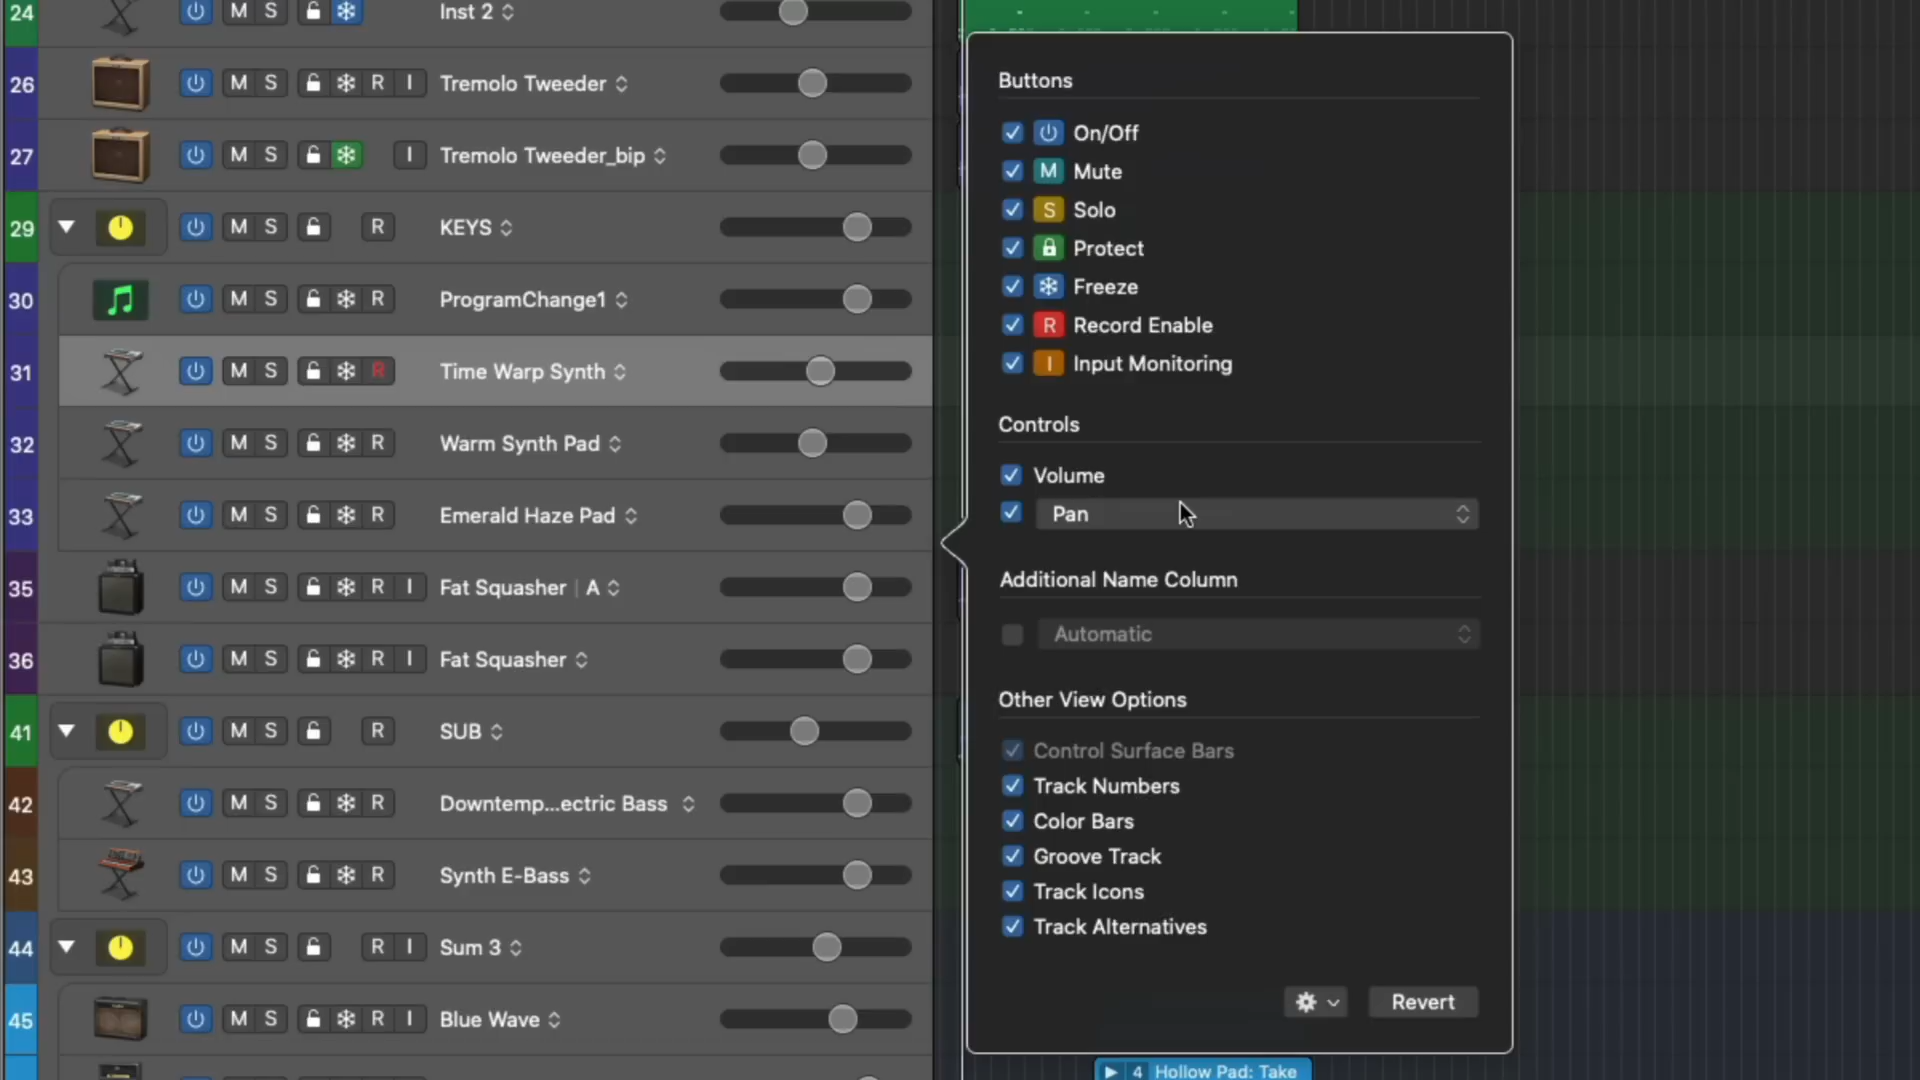 24 M S Inst 2
26 M S R I Tremolo Tweeder
27 M S I Tremolo Tweeder_bip
29 M S R KEYS
30 M S R ProgramChange1
31 M S R Time Warp Synth
32 M S R Warm Synth Pad
33 M S R Emerald Haze Pad
35 M S R I Fat Squasher | A
36 M S R I Fat Squasher
41 M S R SUB
42 M S R Downtemp...ectric Bass
43 M S R Synth E-Bass
44 M S R I Sum 3
45 M S R I Blue Wave
Buttons
On/Off
M Mute
S Solo
Protect
Freeze
R Record Enable
I Input Monitoring
Controls
Volume
Pan
Additional Name Column
Automatic
Other View Options
Control Surface Bars
Track Numbers
Color Bars
Groove Track
Track Icons
Track Alternatives
Revert
4 Hollow Pad: Take